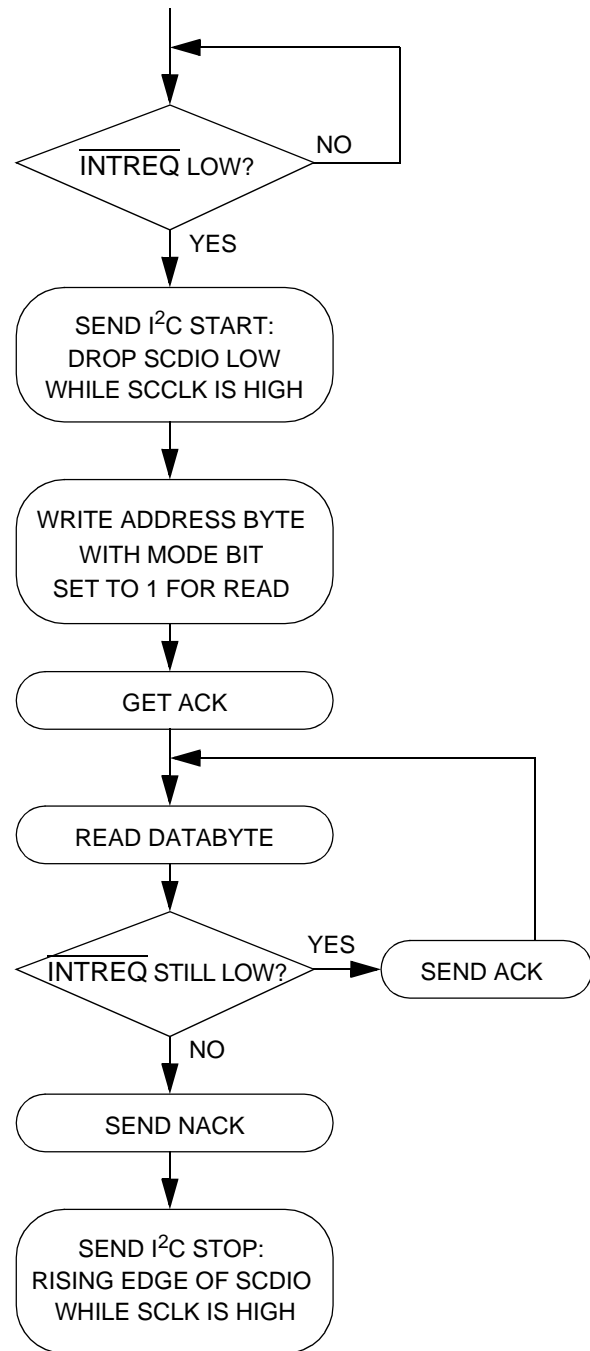 INTREQ LOW?
NO
YES
SEND I²C START:
DROP SCDIO LOW
WHILE SCCLK IS HIGH
WRITE ADDRESS BYTE
WITH MODE BIT
SET TO 1 FOR READ
GET ACK
READ DATABYTE
INTREQ STILL LOW?
YES
SEND ACK
NO
SEND NACK
SEND I²C STOP:
RISING EDGE OF SCDIO
WHILE SCLK IS HIGH